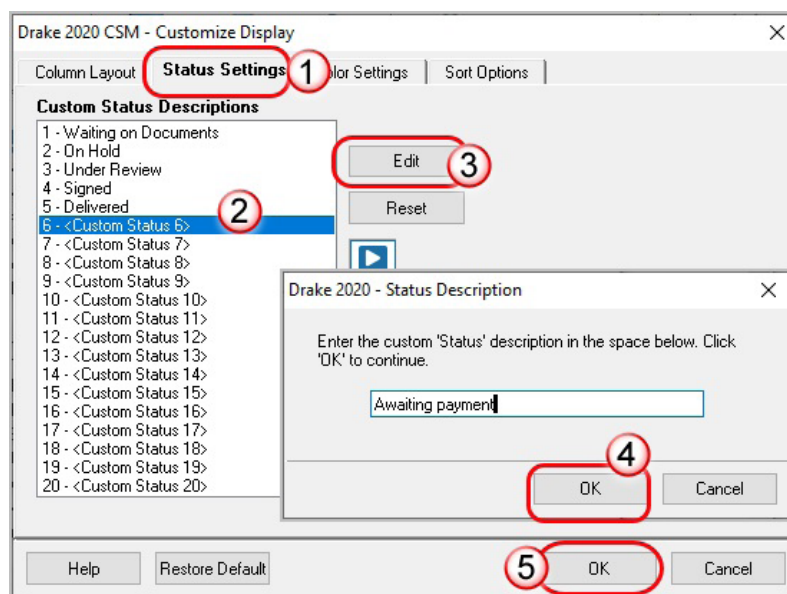 Drake 2020 CSM - Customize Display
Column Layout Status Settings 1 olor Settings Sort Options
Custom Status Descriptions
1 - Waiting on Documents
2 - On Hold
3 - Under Review
4 - Signed
5 - Delivered
6 - <Custom Status 6>
7 - <Custom Status 7>
8 - <Custom Status 8>
9 - <Custom Status 9>
10 - <Custom Status 10>
11 - <Custom Status 11>
12 - <Custom Status 12>
13 - <Custom Status 13>
14 - <Custom Status 14>
15 - <Custom Status 15>
16 - <Custom Status 16>
17 - <Custom Status 17>
18 - <Custom Status 18>
19 - <Custom Status 19>
20 - <Custom Status 20>
2
Edit 3
Reset
Drake 2020 - Status Description
Enter the custom 'Status' description in the space below. Click
'OK' to continue.
Awaiting payment
4
OK Cancel
Help Restore Default 5 OK Cancel